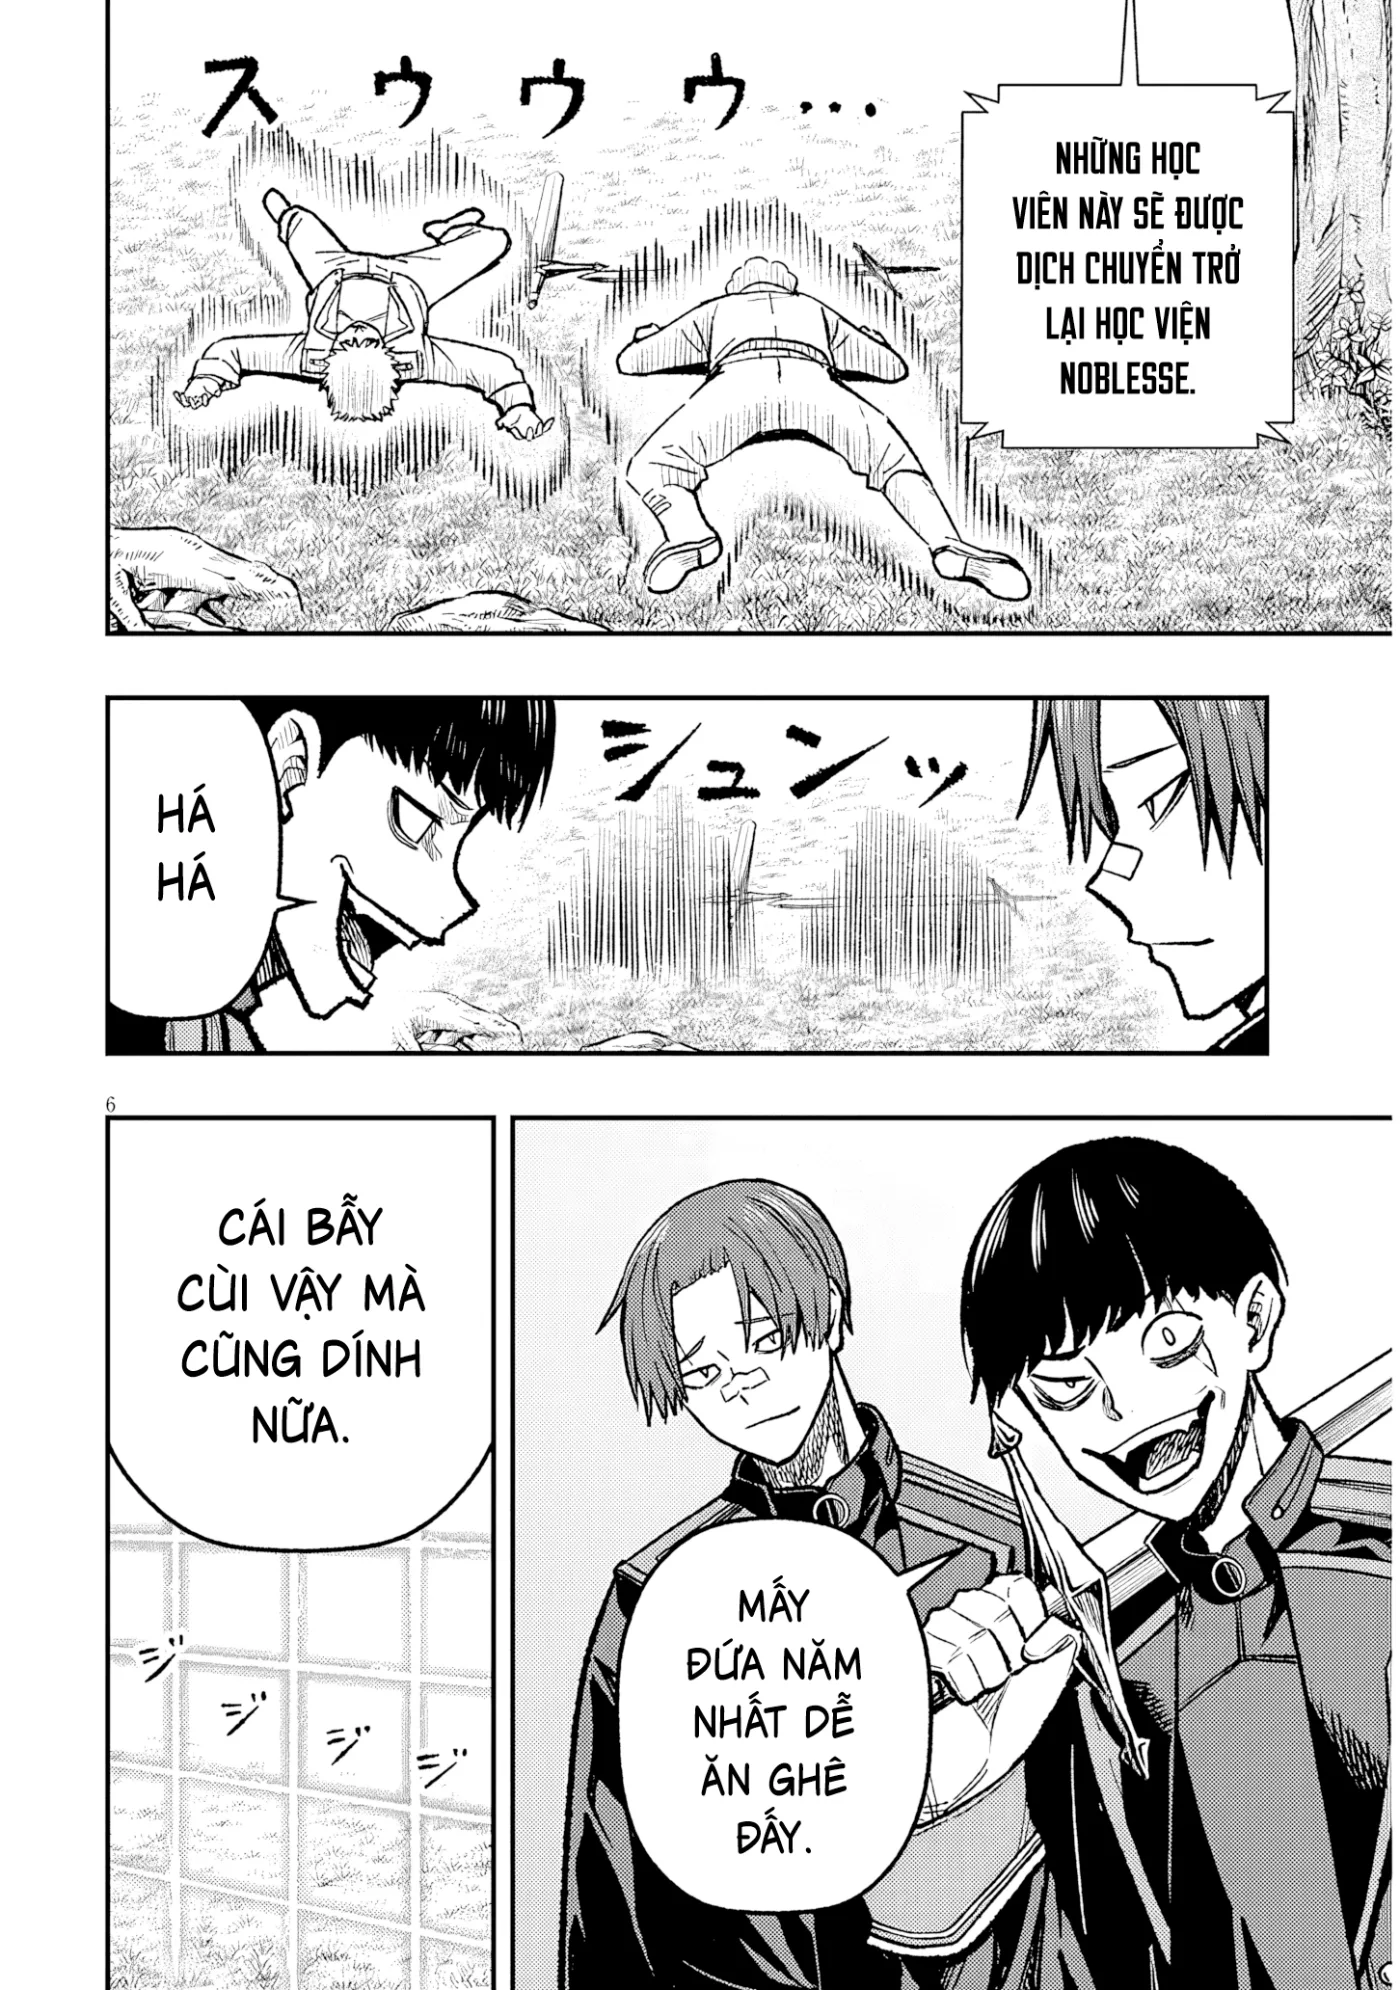 スゥゥゥ…
NHỮNG HỌC
VIÊN NÀY SẼ ĐƯỢC
DỊCH CHUYỂN TRỞ
LẠI HỌC VIỆN
NOBLESSE.
HÁ
HÁ
シュンッ
6
CÁI BẪY
CÙI VẬY MÀ
CŨNG DÍNH
NỮA.
ジ
ジ
ジ
ジ
MẤY
ĐỨA NĂM
NHẤT DỄ
ĂN GHÊ
ĐẤY.